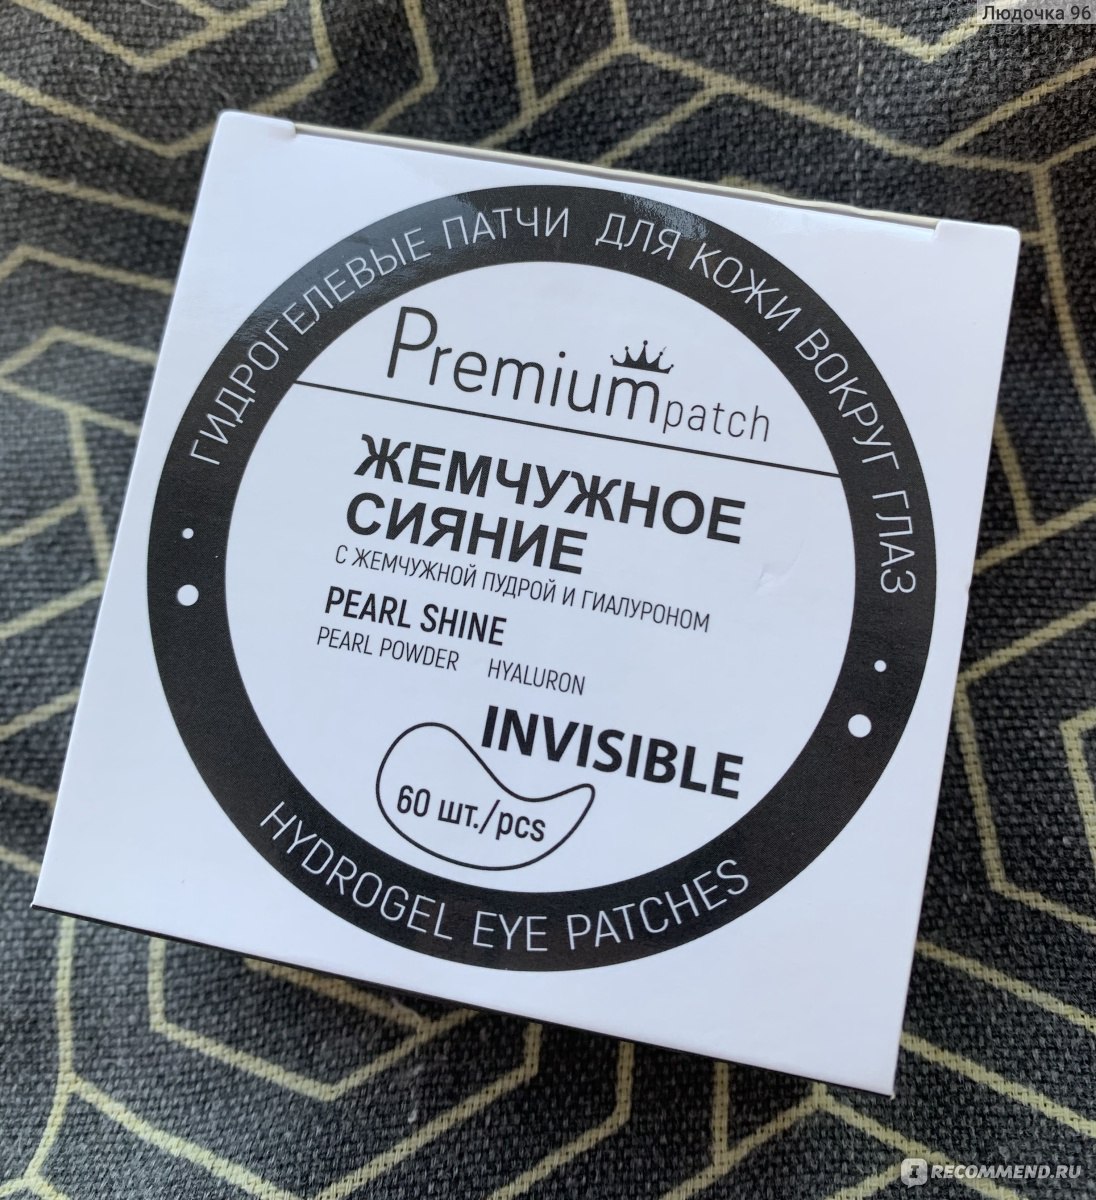 Людочка 96
ГИДРОГЕЛЕВЫЕ ПАТЧИ ДЛЯ КОЖИ ВОКРУГ ГЛАЗ
Premium patch
ЖЕМЧУЖНОЕ
СИЯНИЕ
С ЖЕМЧУЖНОЙ ПУДРОЙ И ГИАЛУРОНОМ
PEARL SHINE
PEARL POWDER HYALURON
INVISIBLE
60 шт./pcs
HYDROGEL EYE PATCHES
RECOMMEND.RU